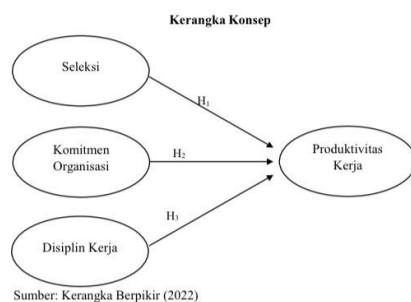 Kerangka Konsep
Seleksi
H₁
Komitmen
Organisasi
H₂
Produktivitas
Kerja
H₃
Disiplin Kerja
Sumber: Kerangka Berpikir (2022)